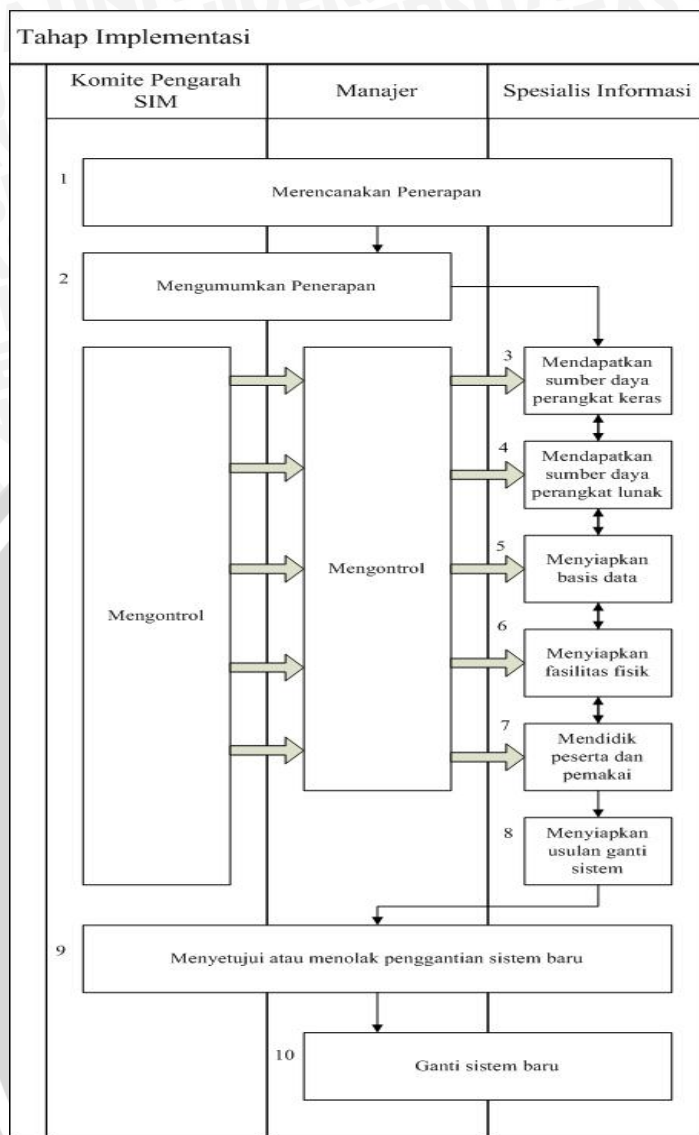 Tahap Implementasi
Komite Pengarah
SIM
Manajer
Spesialis Informasi
1
Merencanakan Penerapan
2
Mengumumkan Penerapan
3
Mendapatkan
sumber daya
perangkat keras
4
Mendapatkan
sumber daya
perangkat lunak
5
Menyiapkan
basis data
Mengontrol
Mengontrol
6
Menyiapkan
fasilitas fisik
7
Mendidik
peserta dan
pemakai
8
Menyiapkan
usulan ganti
sistem
9
Menyetujui atau menolak penggantian sistem baru
10
Ganti sistem baru